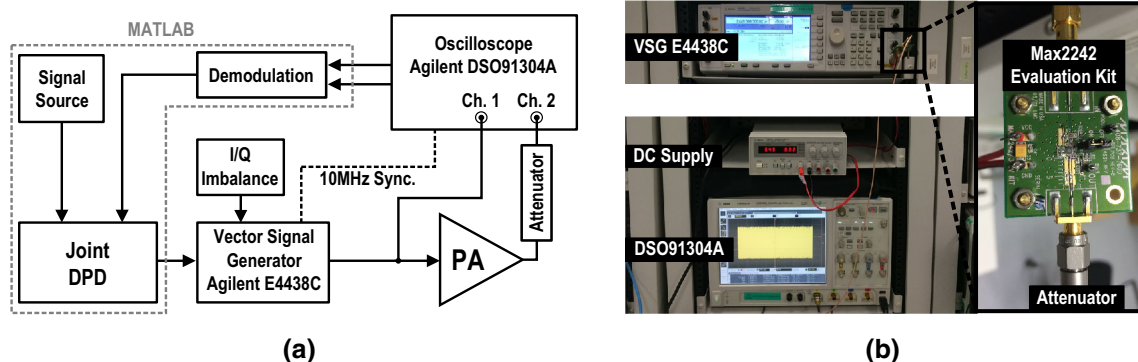 MATLAB
Signal
Source
Demodulation
Oscilloscope
Agilent DSO91304A
Ch. 1
Ch. 2
I/Q
Imbalance
10MHz Sync.
Attenuator
Joint
DPD
Vector Signal
Generator
Agilent E4438C
PA
(a)
VSG E4438C
DC Supply
DSO91304A
Max2242
Evaluation Kit
Attenuator
(b)